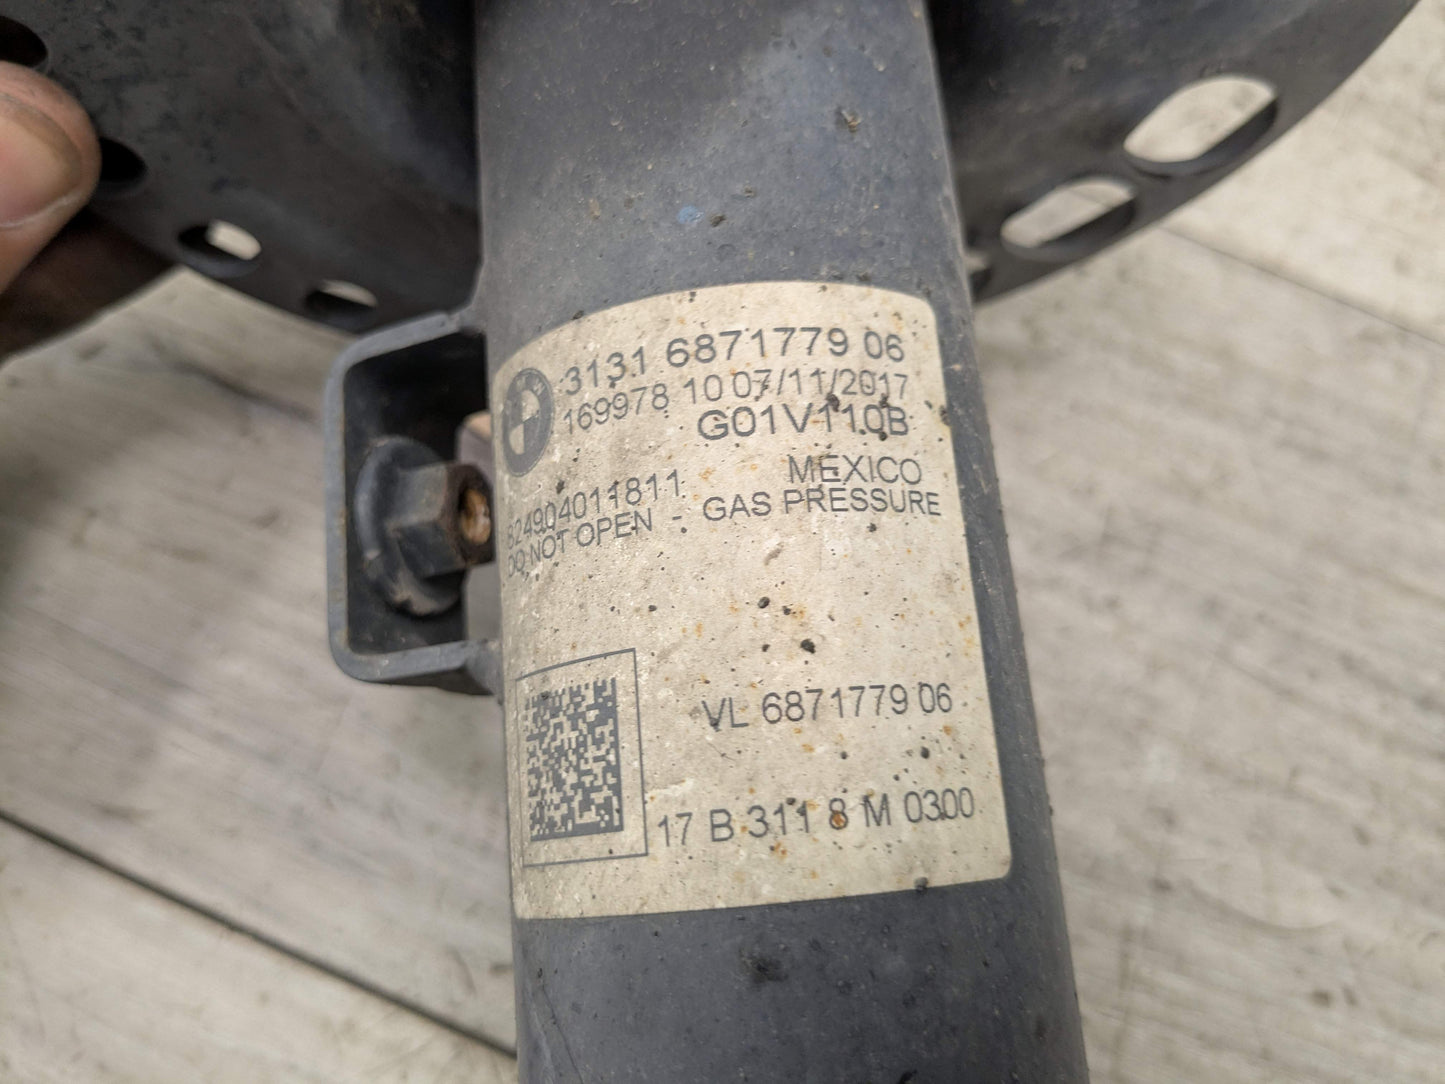 3131 6871779 06
169978 10 07/11/2017
G01V110B
824904011811 MEXICO
DO NOT OPEN - GAS PRESSURE
VL 6871779 06
17 B 311 8 M 0300